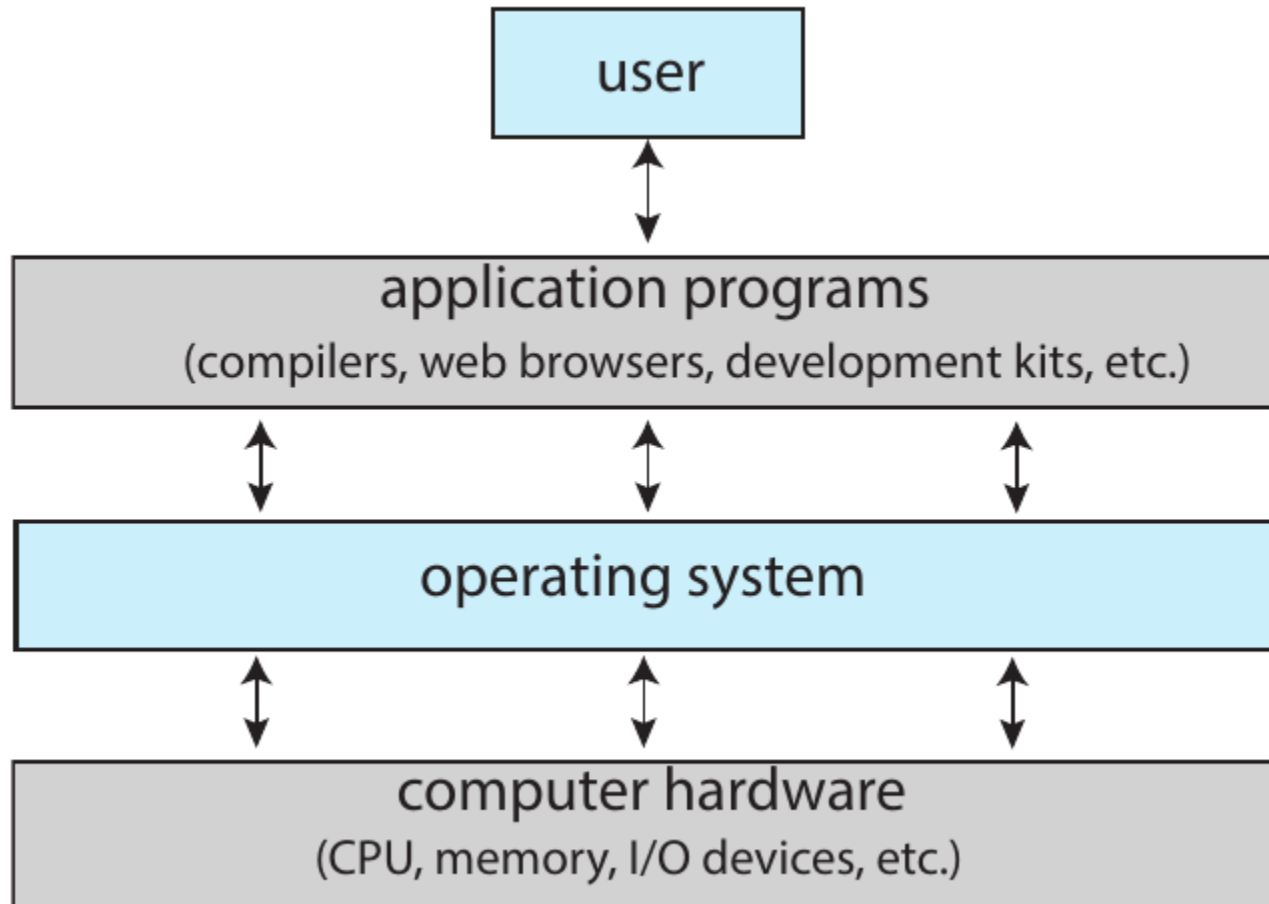 user
application programs
(compilers, web browsers, development kits, etc.)
operating system
computer hardware
(CPU, memory, I/O devices, etc.)